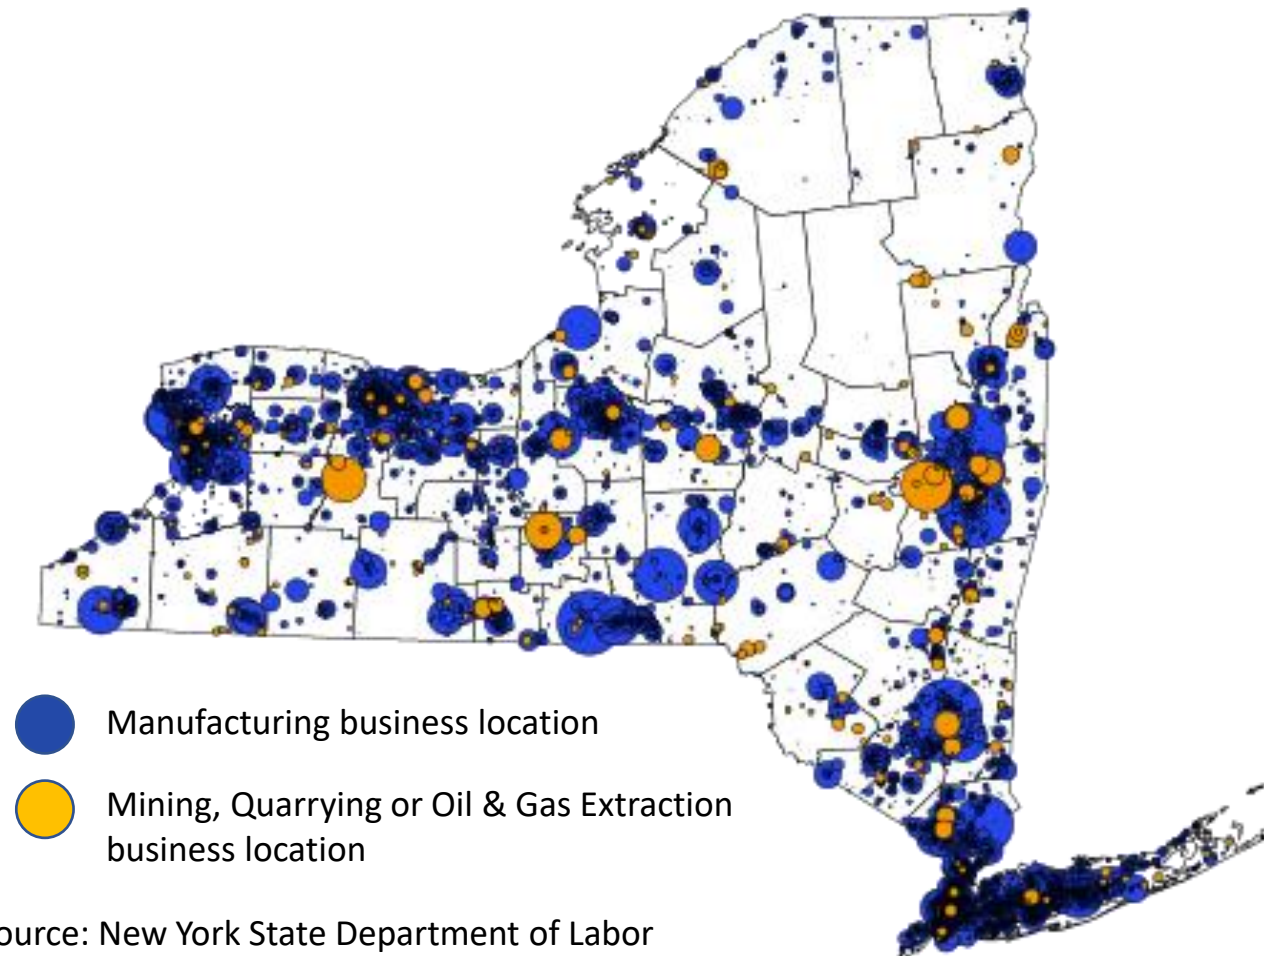 Manufacturing business location
Mining, Quarrying or Oil & Gas Extraction
business location
ource: New York State Department of Labor